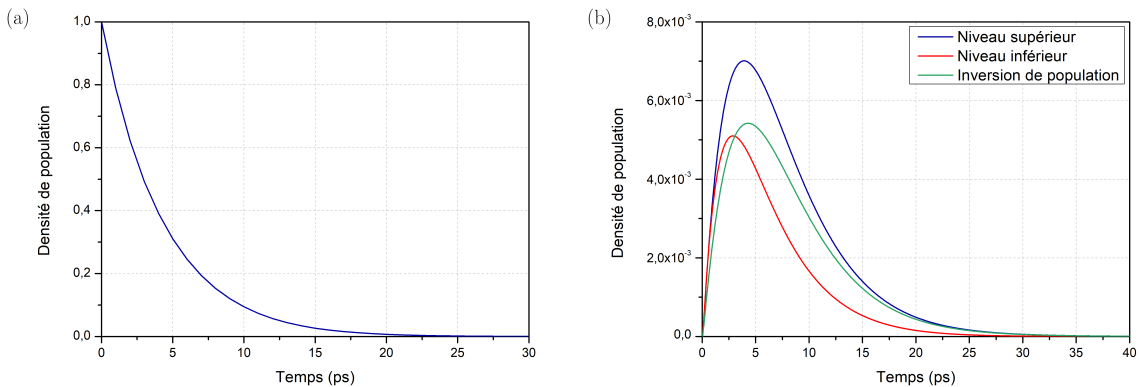 (a)
1,0
0,8
0,6
0,4
0,2
0,0
Densité de population
0
5
10
15
20
25
30
Temps (ps)
(b)
8,0x10⁻³
6,0x10⁻³
4,0x10⁻³
2,0x10⁻³
0,0
Densité de population
Niveau supérieur
Niveau inférieur
Inversion de population
0
5
10
15
20
25
30
35
40
Temps (ps)